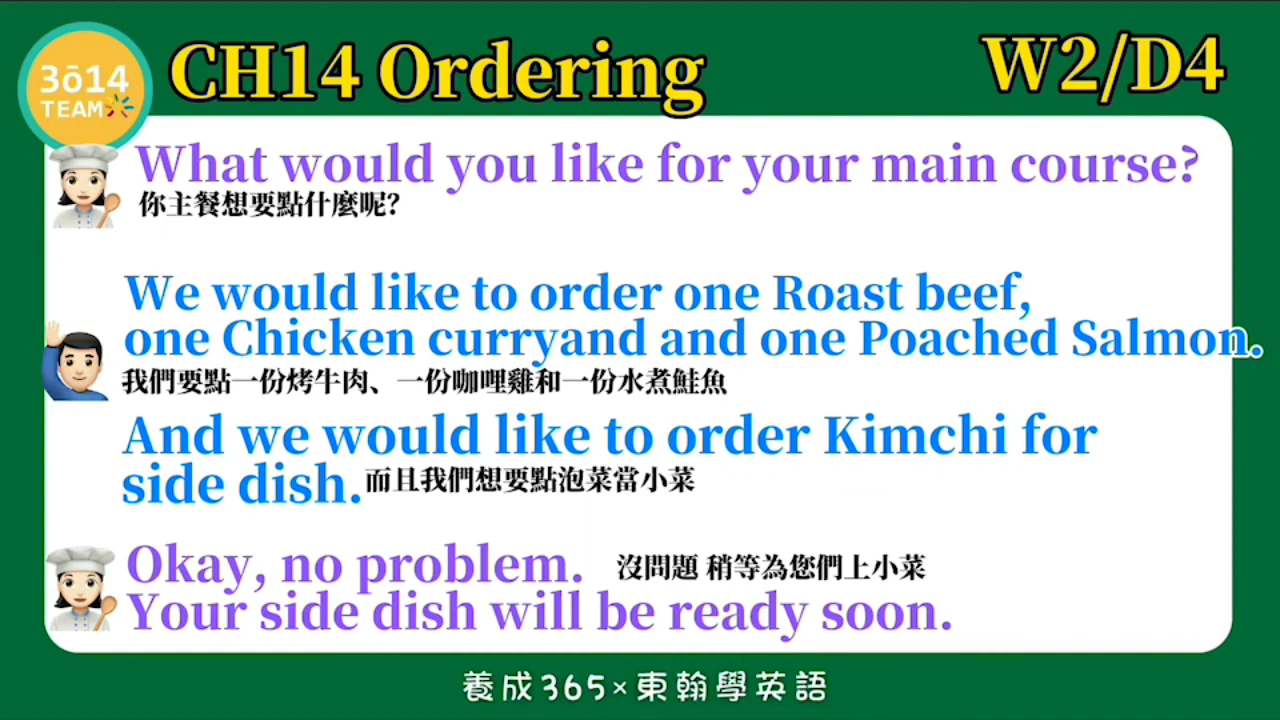 3ō14
TEAM
CH14 Ordering
W2/D4
What would you like for your main course?
你主餐想要點什麼呢?
We would like to order one Roast beef,
one Chicken curryand and one Poached Salmon.
我們要點一份烤牛肉、一份咖哩雞和一份水煮鮭魚
And we would like to order Kimchi for
side dish.而且我們想要點泡菜當小菜
Okay, no problem. 沒問題 稍等為您們上小菜
Your side dish will be ready soon.
養成365×東翰學英語